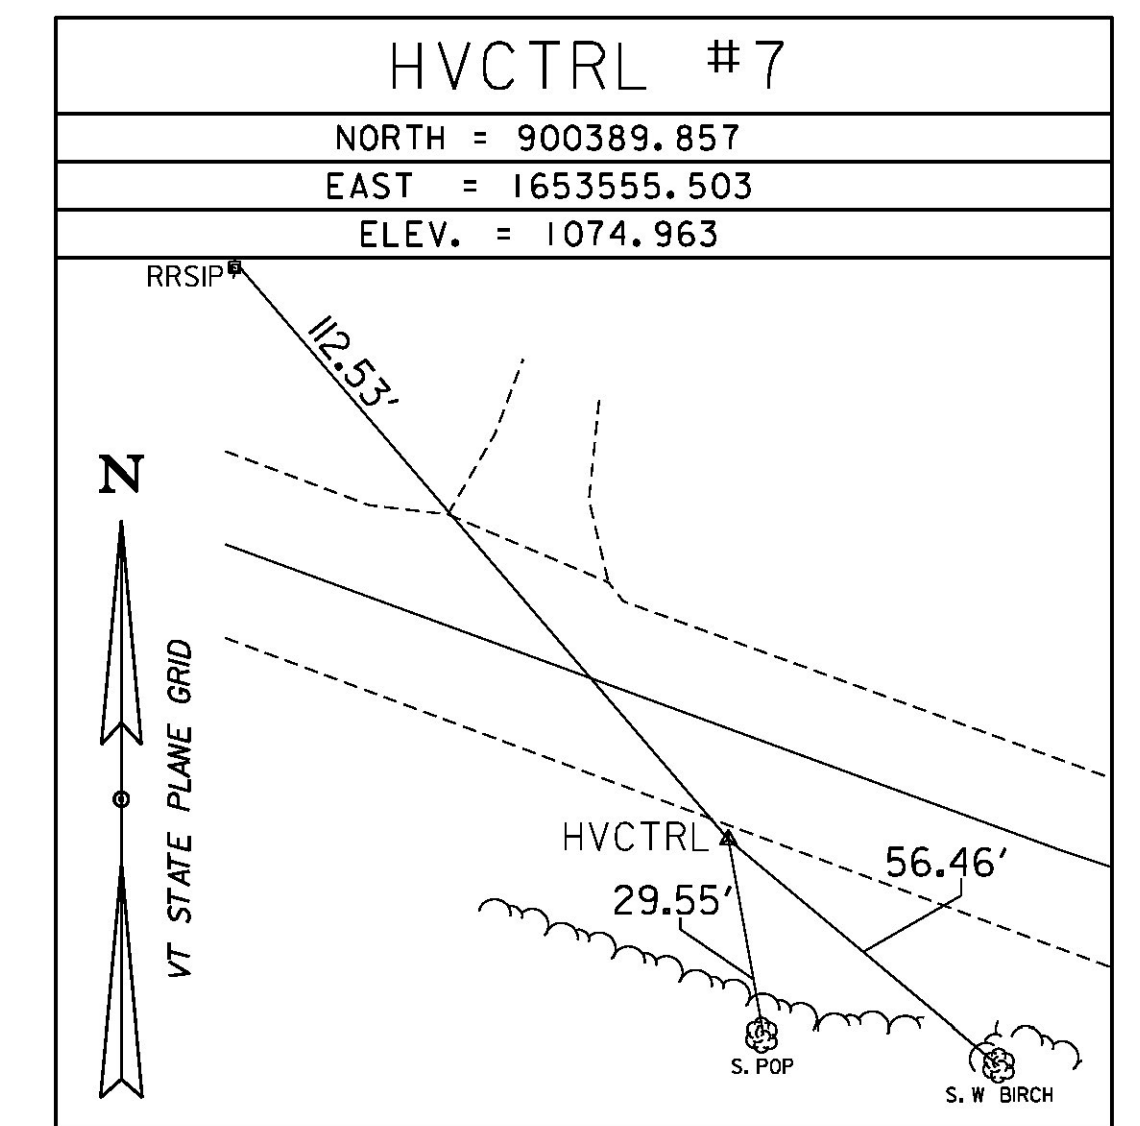 HVCTRL #7
NORTH = 900389.857
EAST = 1653555.503
ELEV. = 1074.963
RRSIP
112.53'
N
VT STATE PLANE GRID
HVCTRL
56.46'
29.55'
S. POP
S. W BIRCH